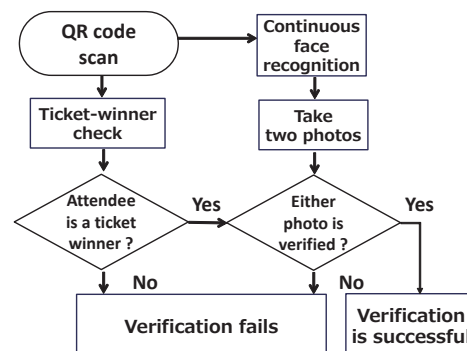 QR code
scan
Continuous
face
recognition
Ticket-winner
check
Take
two photos
Attendee
is a ticket
winner ?
Yes
Either
photo is
verified ?
Yes
No
No
Verification fails
Verification
is successful